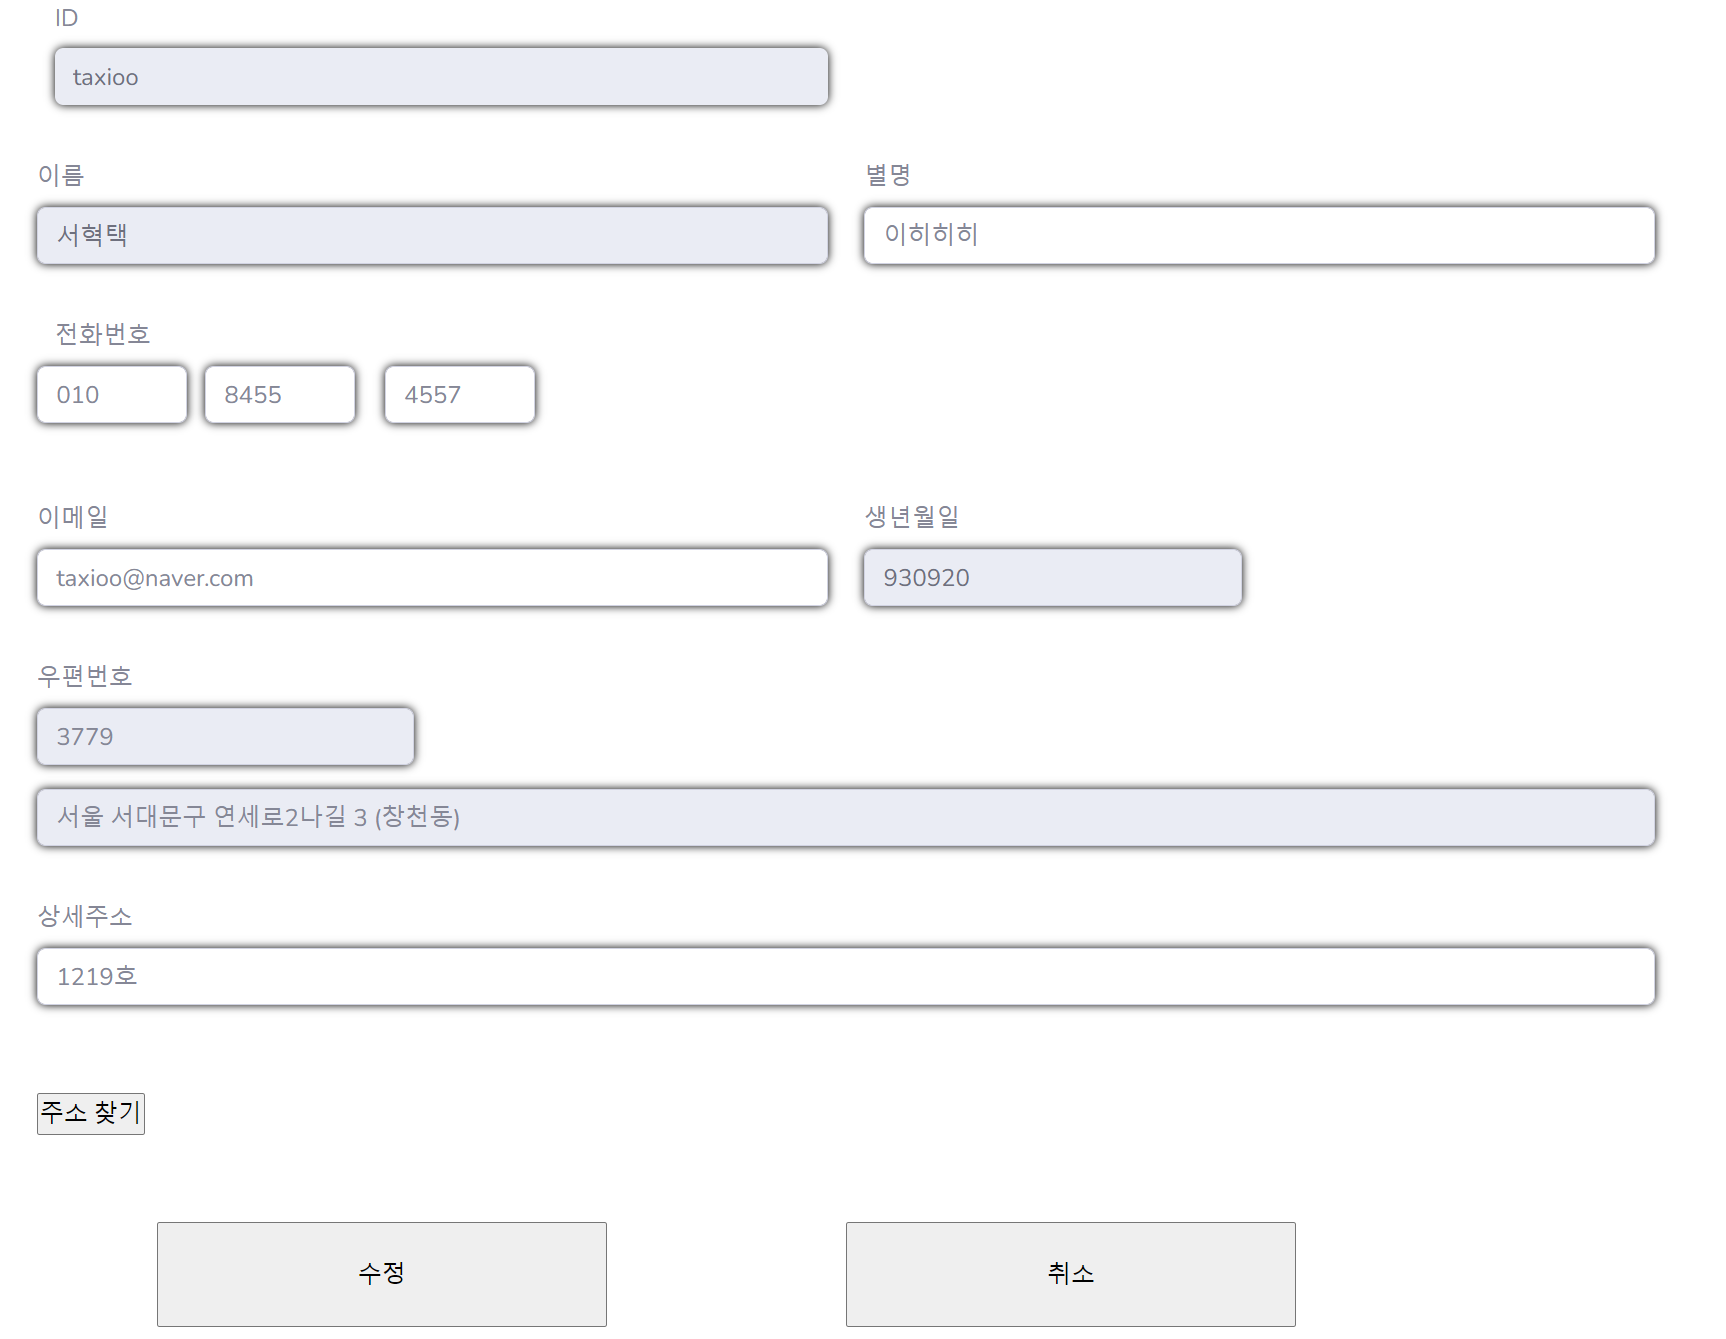 ID
taxioo
이름 별명
서혁택 이히히히
전화번호
010 8455 4557
이메일 생년월일
taxioo@naver.com 930920
우편번호
3779
서울 서대문구 연세로2나길 3 (창천동)
상세주소
1219호
주소 찾기
수정 취소